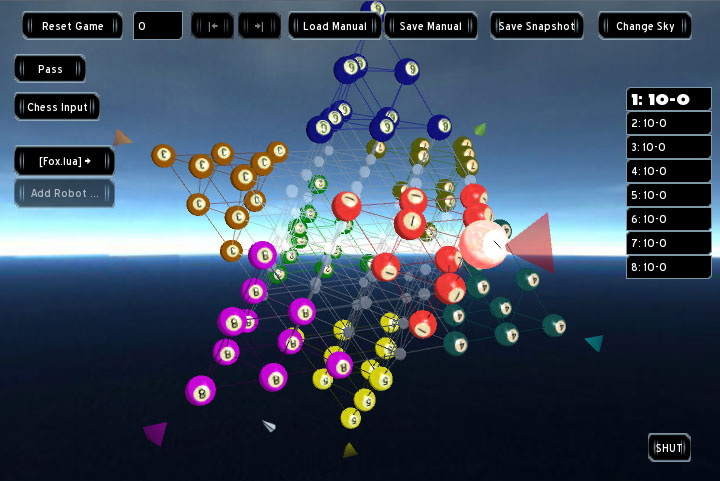 Reset Game
0
|←
→|
Load Manual
Save Manual
Save Snapshot
Change Sky
Pass
Chess Input
[Fox.lua] →
Add Robot ...
1: 10-0
2: 10-0
3: 10-0
4: 10-0
5: 10-0
6: 10-0
7: 10-0
8: 10-0
SHUT